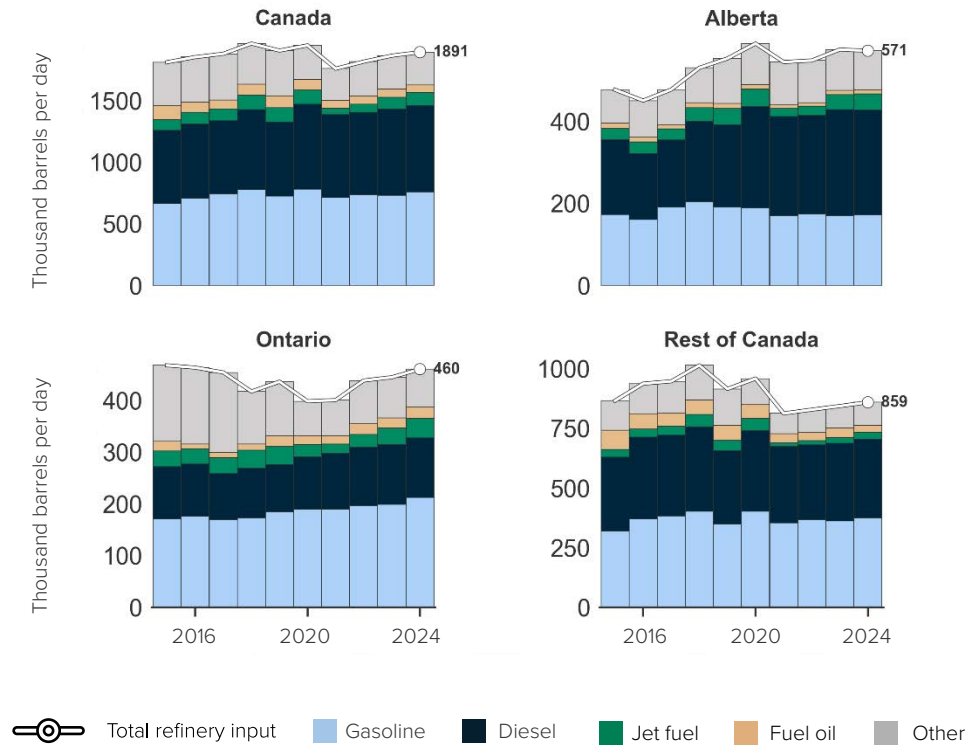 Canada
Alberta
Thousand barrels per day
1500
1000
500
0
1891
400
200
0
571
Ontario
Rest of Canada
Thousand barrels per day
400
300
200
100
0
460
2016
2020
2024
1000
750
500
250
0
859
2016
2020
2024
Total refinery input
Gasoline
Diesel
Jet fuel
Fuel oil
Other